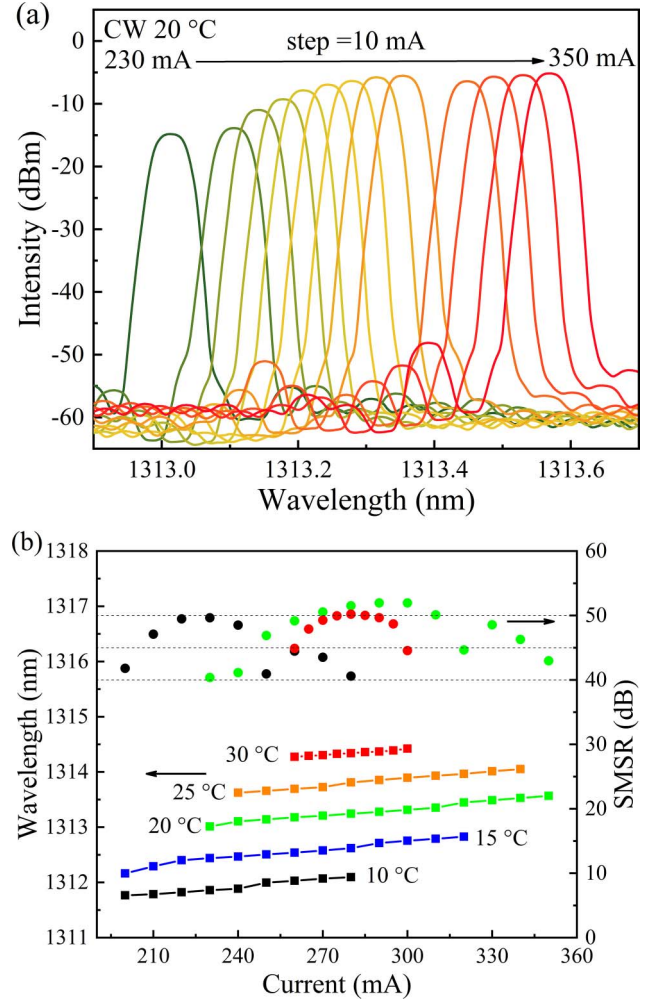 (a)
CW 20 °C
step =10 mA
230 mA
350 mA
0
-10
-20
-30
-40
-50
-60
Intensity (dBm)
1313.0 1313.2 1313.4 1313.6
Wavelength (nm)
(b)
1318
1317
1316
1315
1314
1313
1312
1311
Wavelength (nm)
60
50
40
30
20
10
0
SMSR (dB)
30 °C
25 °C
20 °C
15 °C
10 °C
210 240 270 300 330 360
Current (mA)